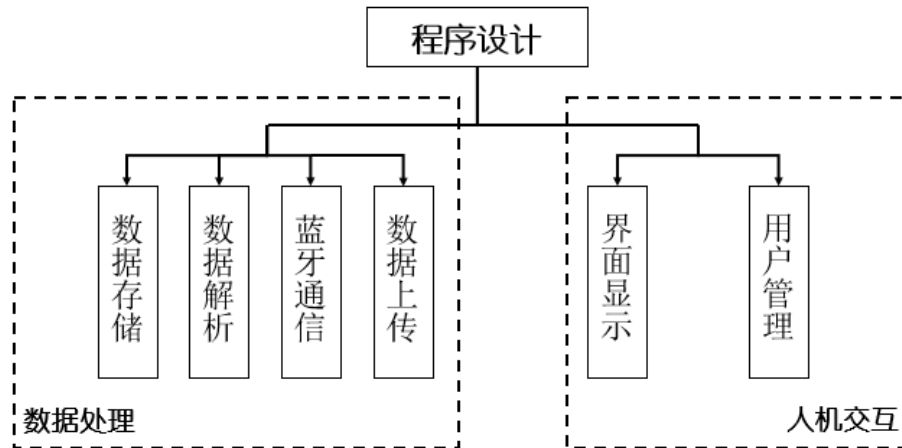 程序设计
数据存储
数据解析
蓝牙通信
数据上传
界面显示
用户管理
数据处理
人机交互